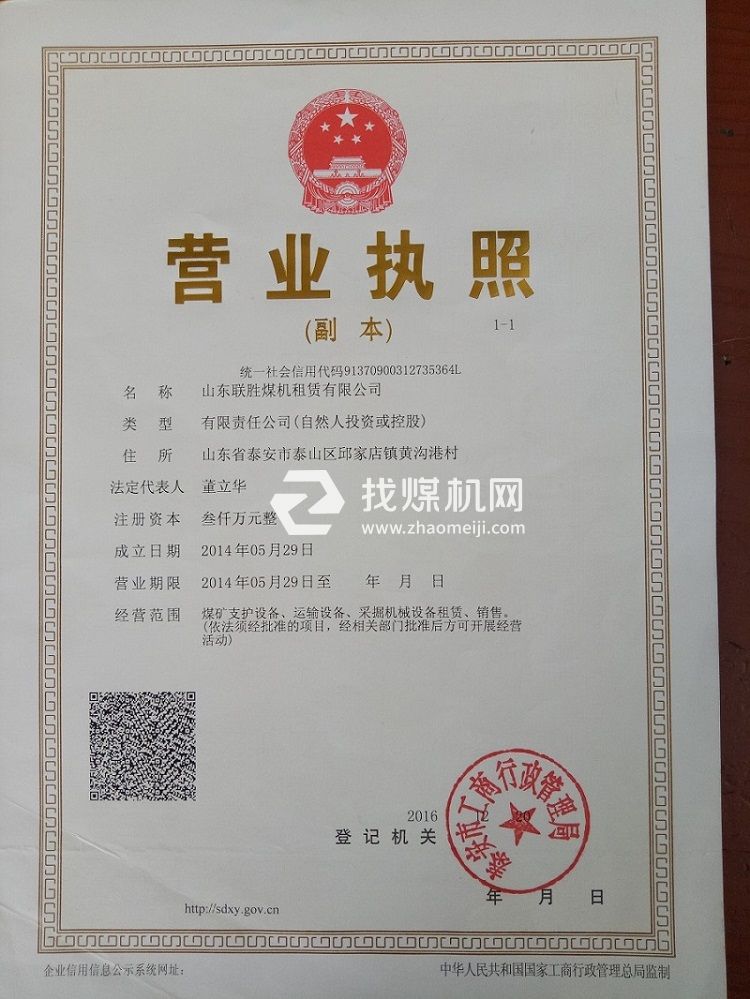 营业执照
(副本)
1-1
统一社会信用代码91370900312735364L
名称 山东联胜煤机租赁有限公司
类型 有限责任公司(自然人投资或控股)
住所 山东省泰安市泰山区邱家店镇黄沟港村
法定代表人 董立华
注册资本 叁仟万元整
成立日期 2014年05月29日
营业期限 2014年05月29日至 年 月 日
经营范围 煤矿支护设备、运输设备、采掘机械设备租赁、销售。
(依法须经批准的项目，经相关部门批准后方可开展经营
活动)
找煤机网
www.zhaomeiji.com
泰安市工商行政管理局
2016 12 20
登记机关
年 月 日
http://sdxy.gov.cn
企业信用信息公示系统网址:
中华人民共和国国家工商行政管理总局监制